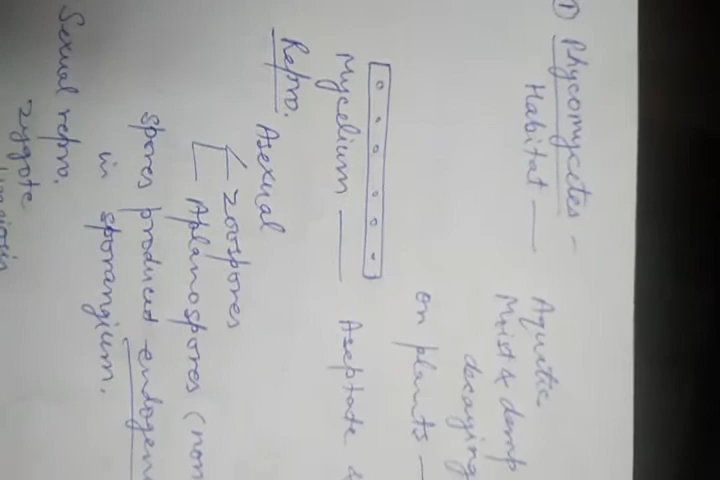 ① Phycomycetes -
Habitat — Aquatic
Moist & damp
decaying
on plants —
Mycelium — Aseptate &
Repro. Asexual
Zoospores
Aplanospores (non
spores produced endogen
in sporangium.
Sexual repro.
zygote